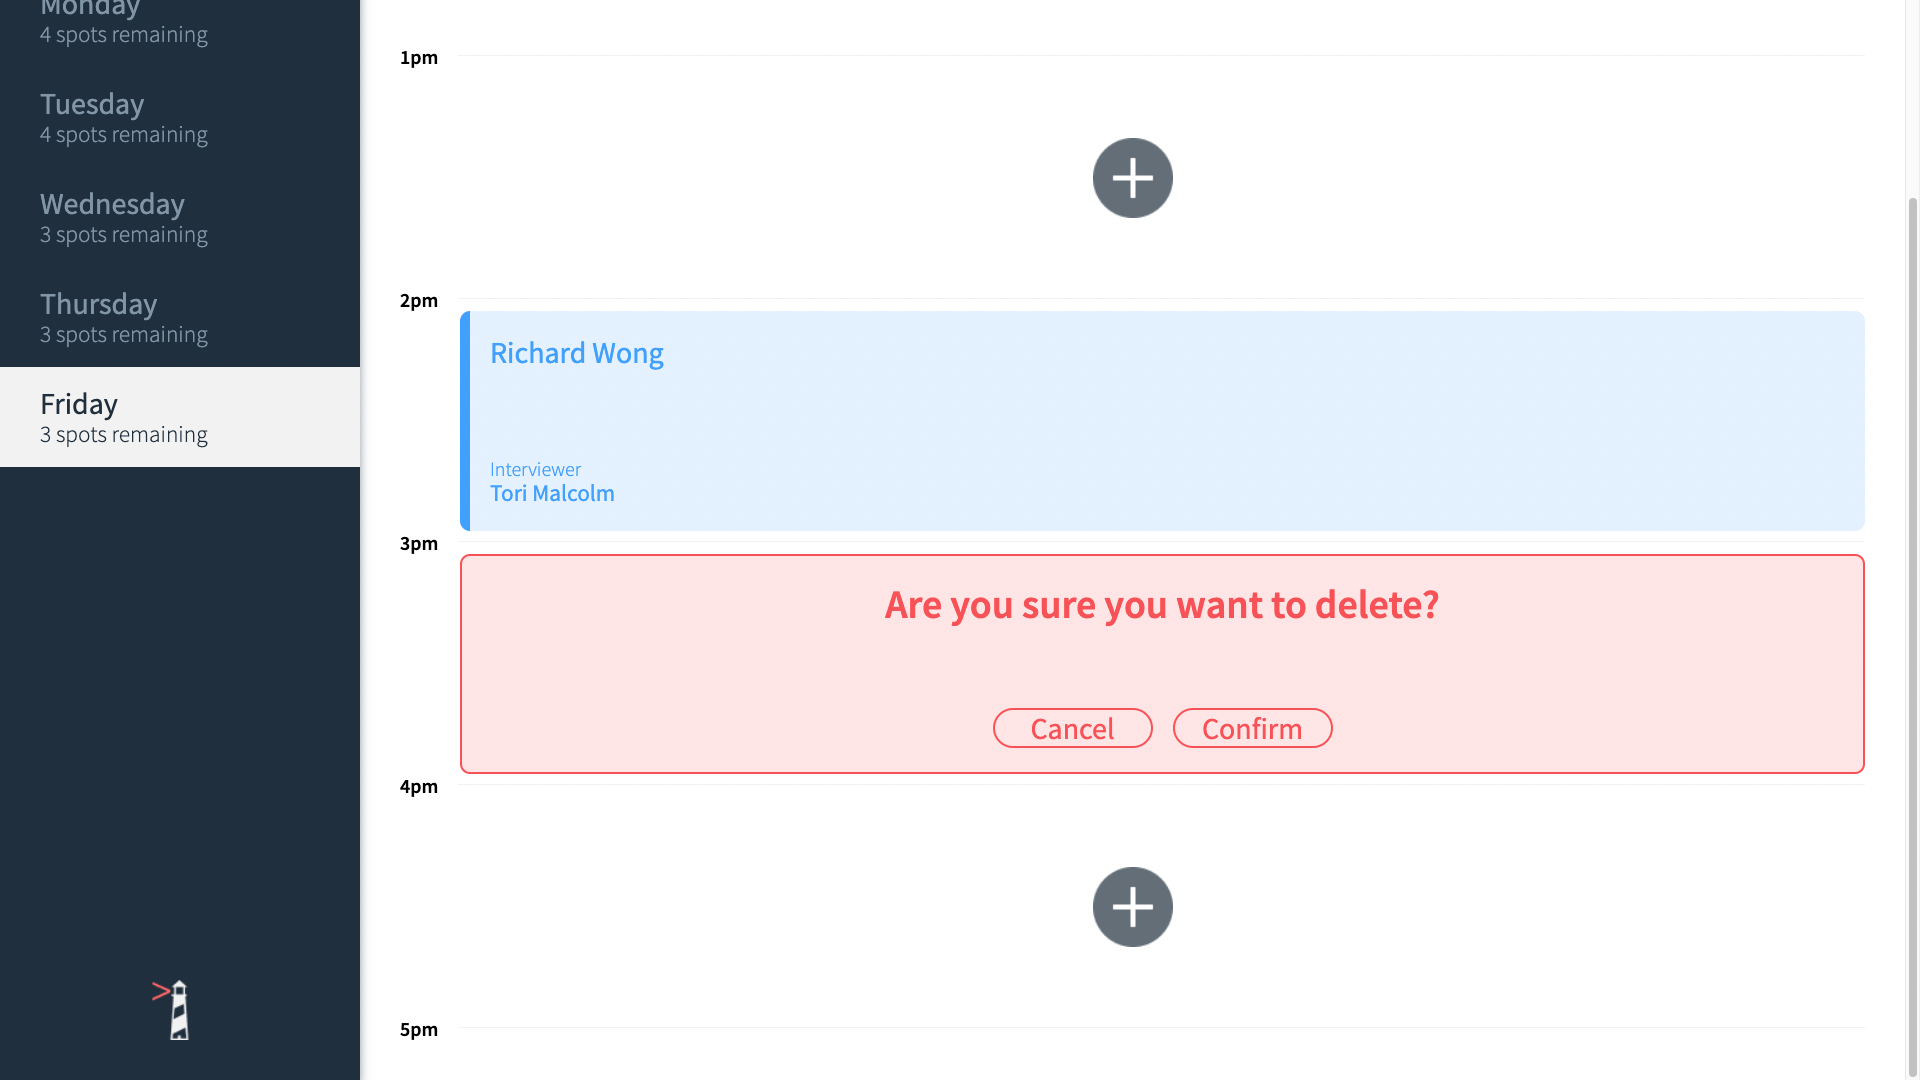 Monday
4 spots remaining
Tuesday
4 spots remaining
Wednesday
3 spots remaining
Thursday
3 spots remaining
Friday
3 spots remaining
1pm
2pm
Richard Wong
Interviewer
Tori Malcolm
3pm
Are you sure you want to delete?
Cancel
Confirm
4pm
5pm